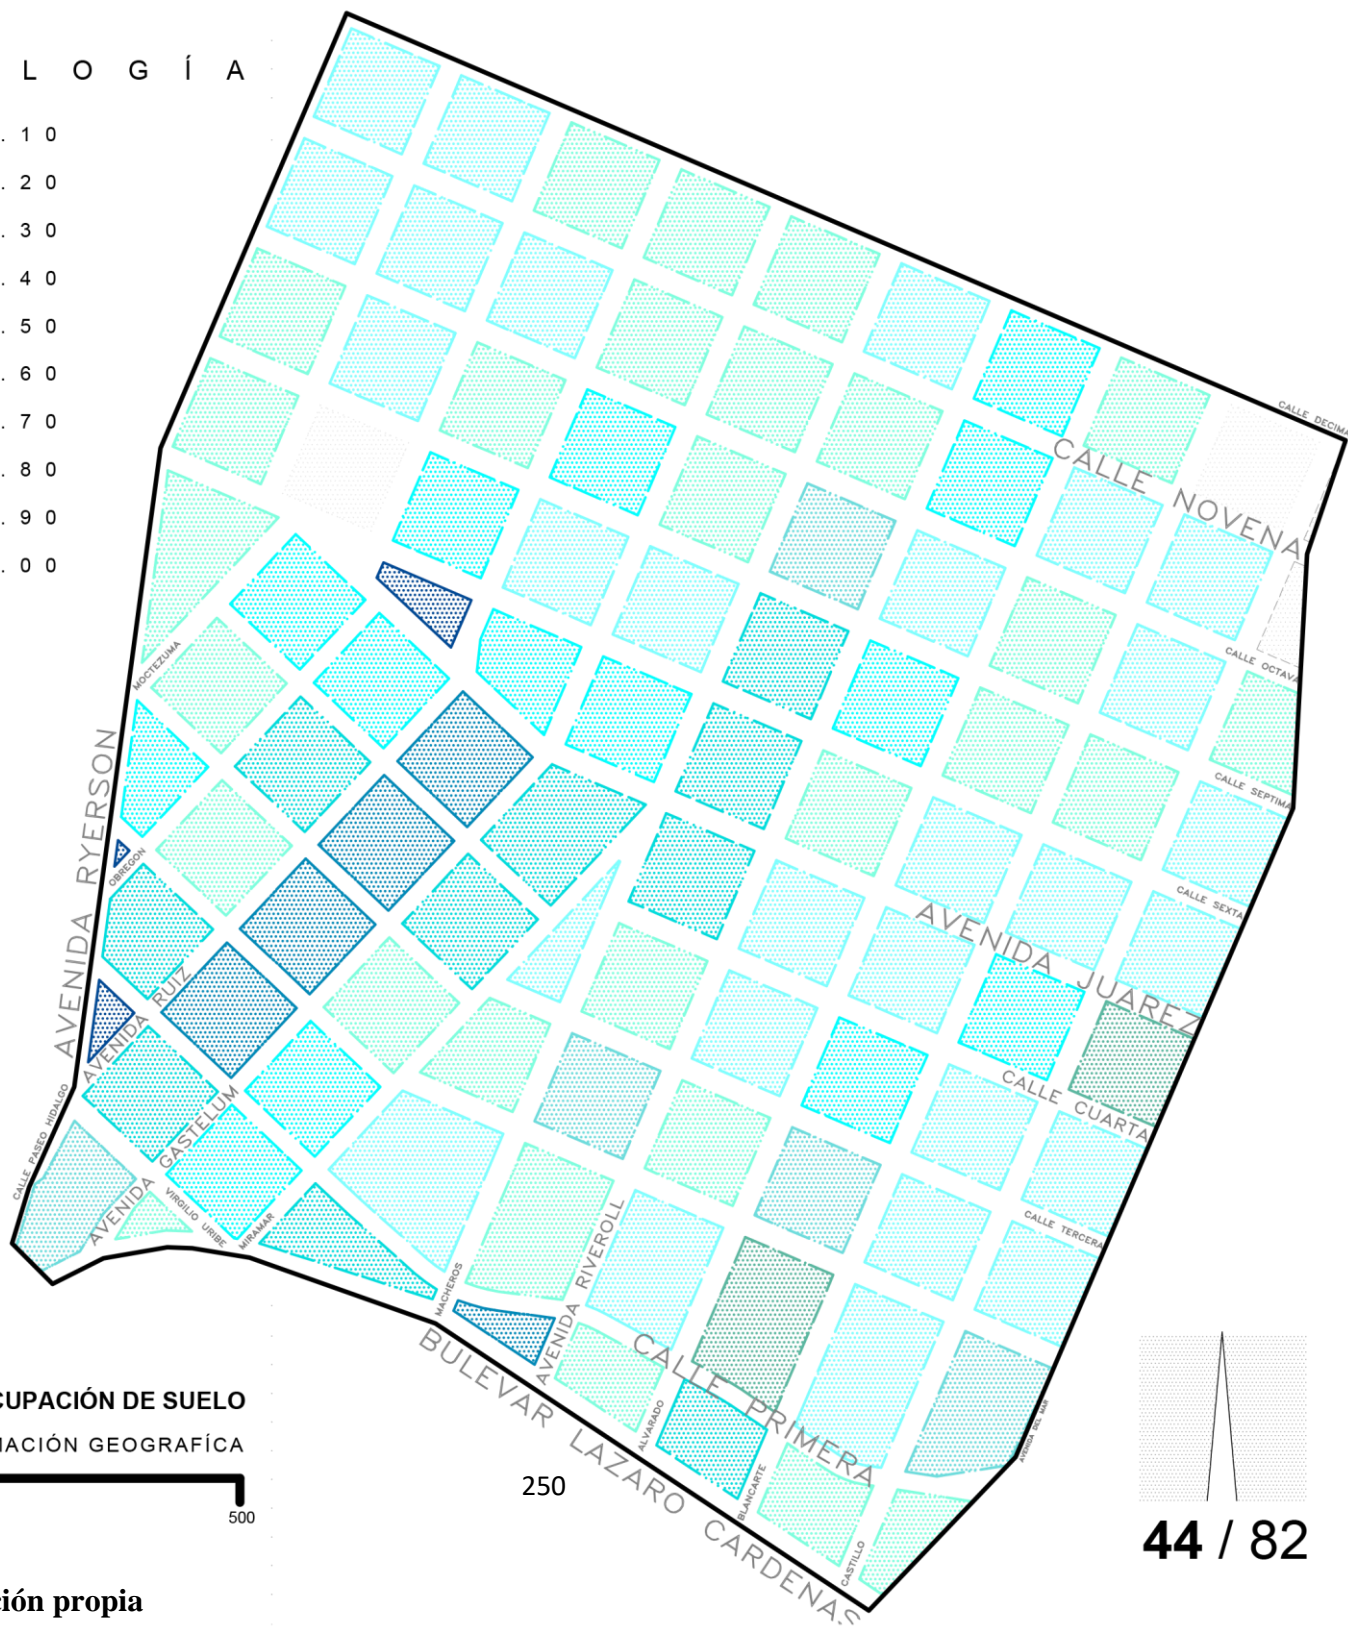 L O G Í A
. 1 0
. 2 0
. 3 0
. 4 0
. 5 0
. 6 0
. 7 0
. 8 0
. 9 0
. 0 0
CALLE DECIMA
CALLE NOVENA
CALLE OCTAVA
CALLE SEPTIMA
CALLE SEXTA
AVENIDA JUAREZ
CALLE CUARTA
CALLE TERCERA
MOCTEZUMA
AVENIDA RYERSON
OBREGON
AVENIDA RUIZ
CALLE PASEO HIDALGO
AVENIDA GASTELUM
VIRGILIO URIBE
MIRAMAR
MACHEROS
AVENIDA RIVEROLL
CALLE PRIMERA
BULEVAR LAZARO CARDENAS
ALVARADO
BLANCARTE
CASTILLO
AVENIDA DEL MAR
CUPACIÓN DE SUELO
MACIÓN GEOGRAFÍCA
500
250
44 / 82
ción propia